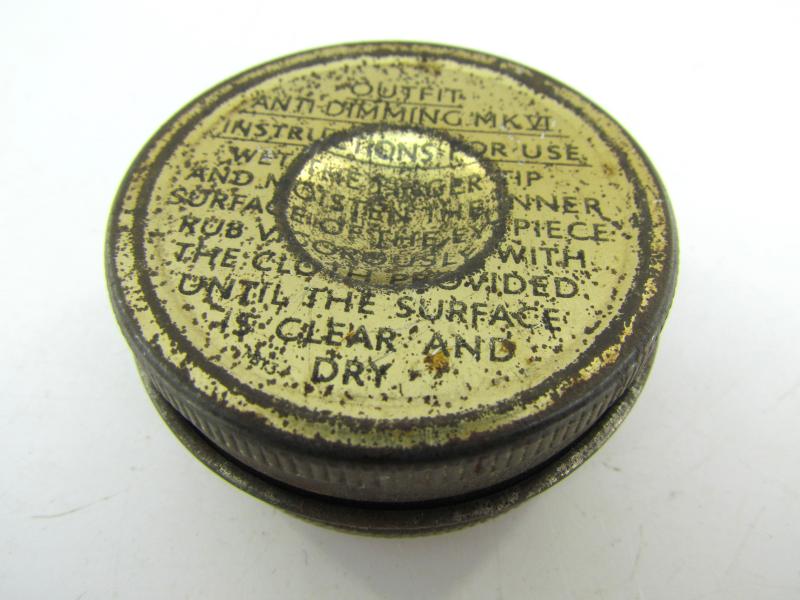 OUTFIT
ANTI-DIMMING. MK VI
INSTRUCTIONS FOR USE
WET THE FINGER TIP
AND MOISTEN THE INNER
SURFACE OF THE EYEPIECE
RUB VIGOROUSLY WITH
THE CLOTH PROVIDED
UNTIL THE SURFACE
IS CLEAR AND
DRY